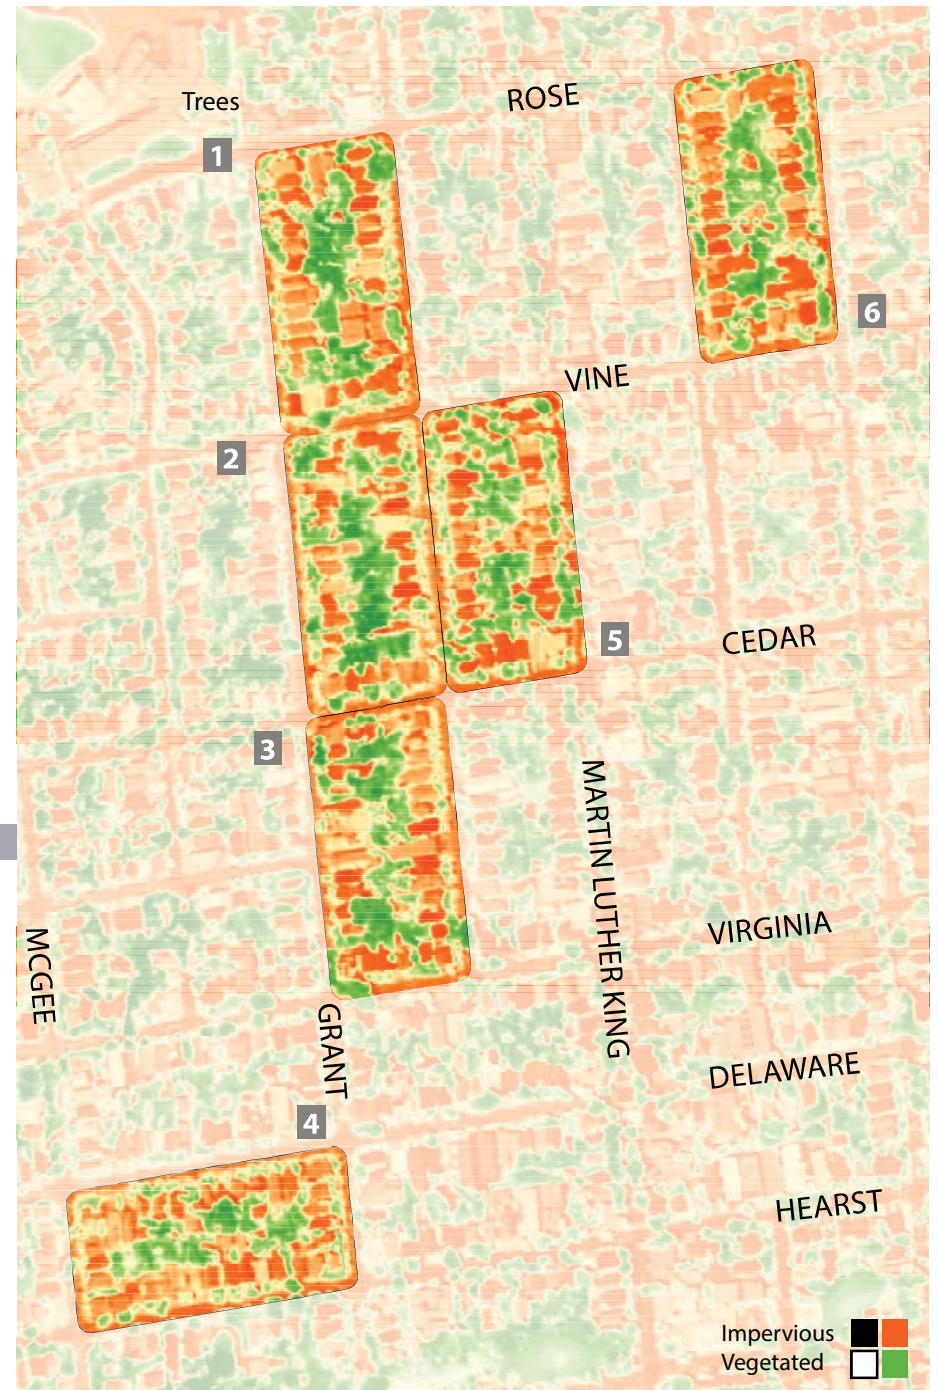 Trees
ROSE
1
6
VINE
2
5
CEDAR
3
MARTIN LUTHER KING
VIRGINIA
MCGEE
GRANT
DELAWARE
4
HEARST
Impervious
Vegetated